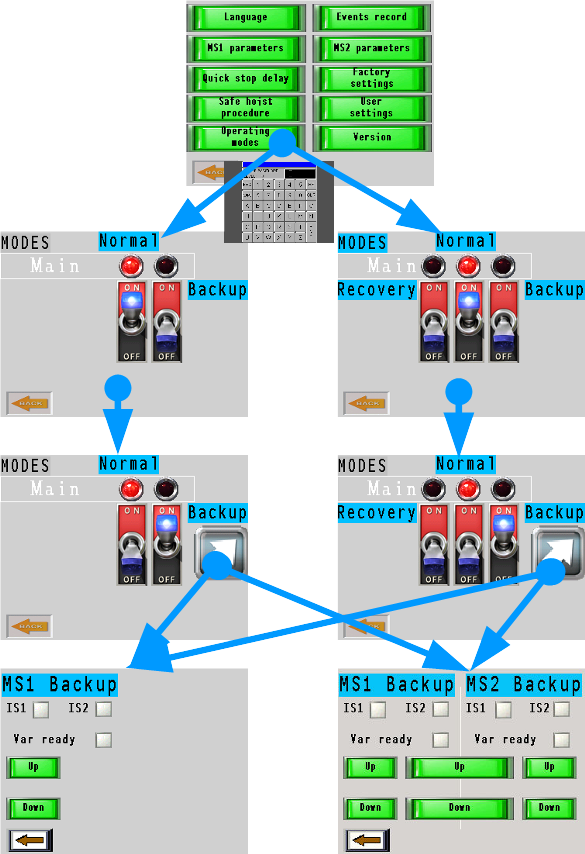 Language Events record
MS1 parameters MS2 parameters
Quick stop delay Factory settings
Safe hoist procedure User settings
Operating modes Version
BACK
MODES Normal
Main
ON ON
Backup
OFF OFF
BACK
MODES Normal
Main
Recovery ON ON ON Backup
OFF OFF OFF
BACK
MODES Normal
Main
ON ON
Backup
OFF OFF
BACK
MODES Normal
Main
Recovery ON ON ON Backup
OFF OFF OFF
BACK
MS1 Backup
IS1 IS2
Var ready
Up
Down
MS1 Backup MS2 Backup
IS1 IS2 IS1 IS2
Var ready Var ready
Up Up Up
Down Down Down